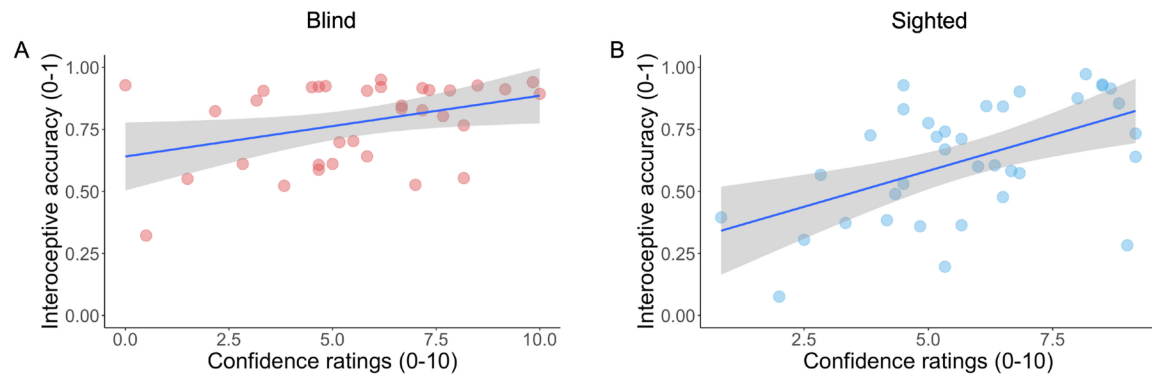 Blind
A
Interoceptive accuracy (0-1)
1.00
0.75
0.50
0.25
0.00
0.0 2.5 5.0 7.5 10.0
Confidence ratings (0-10)
Sighted
B
Interoceptive accuracy (0-1)
1.00
0.75
0.50
0.25
0.00
2.5 5.0 7.5
Confidence ratings (0-10)